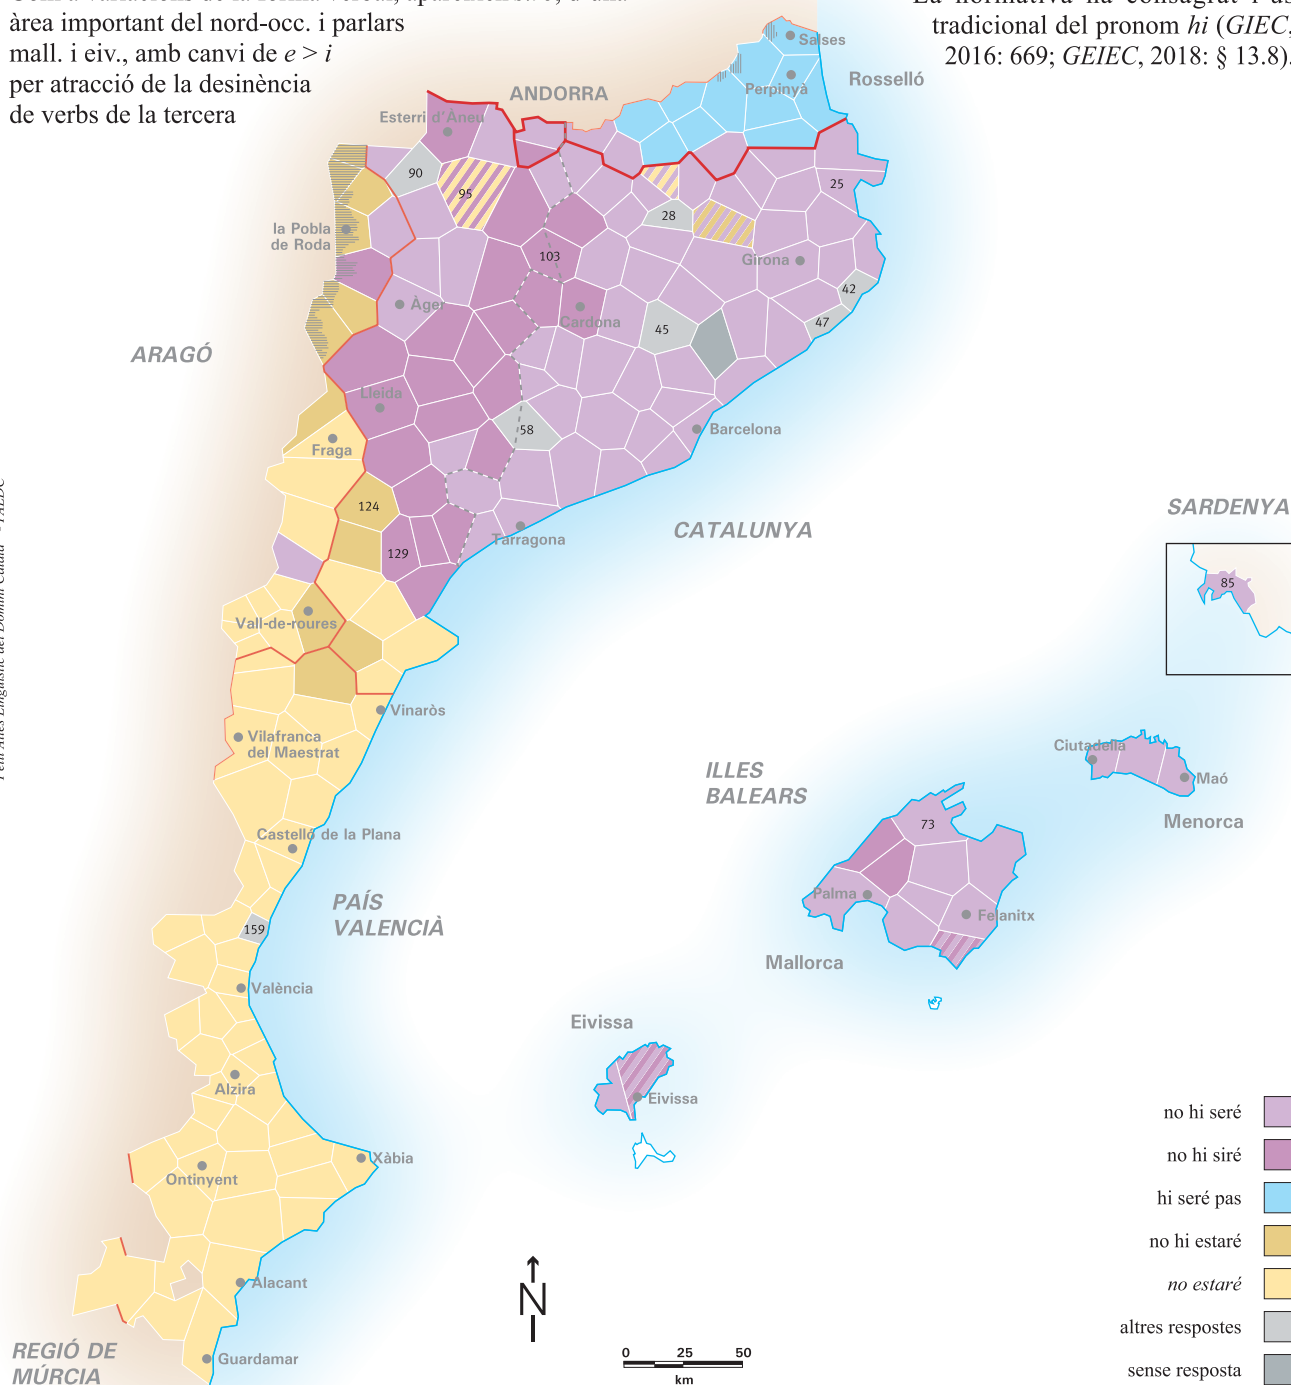 àrea important del nord-occ. i parlars
mall. i eiv., amb canvi de e > i
per atracció de la desinència
de verbs de la tercera
tradicional del pronom hi (GIEC,
2016: 669; GEIEC, 2018: § 13.8).
Salses
Perpinyà
Rosselló
ANDORRA
Esterri d'Àneu
90
95
25
28
la Pobla
de Roda
103
Girona
42
Àger
Cardona
45
47
ARAGÓ
Lleida
58
Barcelona
Fraga
124
129
Tarragona
CATALUNYA
SARDENYA
85
Vall-de-roures
Vinaròs
Vilafranca
del Maestrat
Ciutadella
Maó
Menorca
ILLES
BALEARS
73
Castelló de la Plana
Palma
Felanitx
PAÍS
VALENCIÀ
159
Mallorca
València
Eivissa
Eivissa
Alzira
Xàbia
Ontinyent
Alacant
Guardamar
REGIÓ DE
MÚRCIA
N
0 25 50
km
no hi seré
no hi siré
hi seré pas
no hi estaré
no estaré
altres respostes
sense resposta